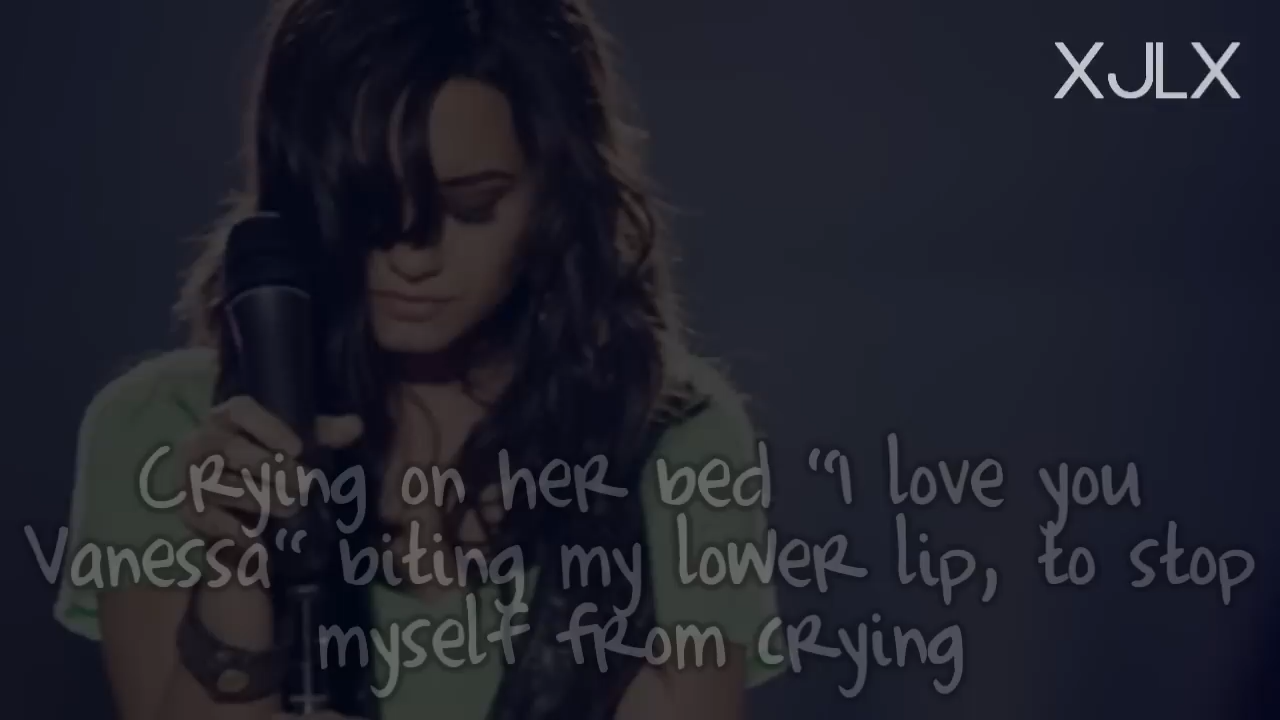 XJLX
Crying on her bed “I love you
Vanessa“ biting my lower lip, to stop
myself from crying